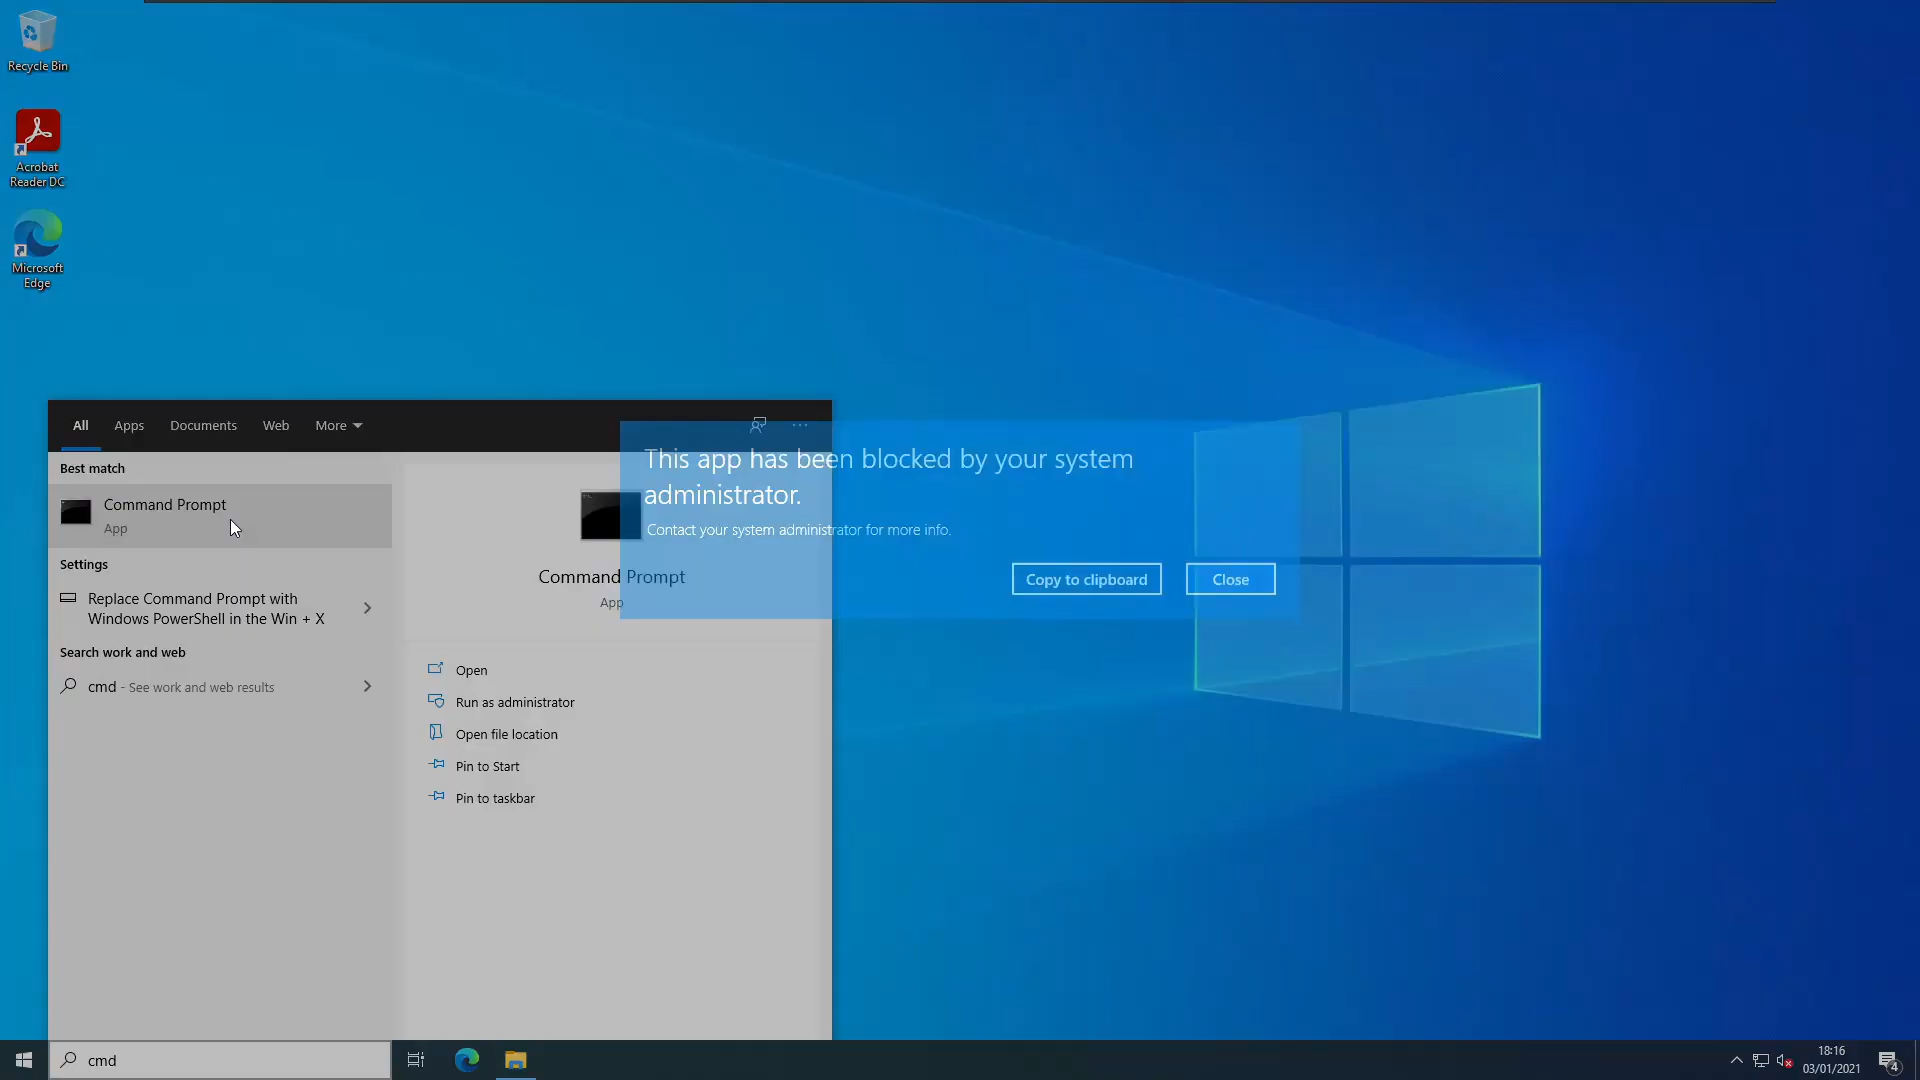 Recycle Bin
Acrobat
Reader DC
Microsoft
Edge
All Apps Documents Web More
Best match
Command Prompt
App
Settings
Replace Command Prompt with
Windows PowerShell in the Win + X
Search work and web
cmd - See work and web results
Command Prompt
App
Open
Run as administrator
Open file location
Pin to Start
Pin to taskbar
This app has been blocked by your system
administrator.
Contact your system administrator for more info.
Copy to clipboard Close
cmd
18:16
03/01/2021
4